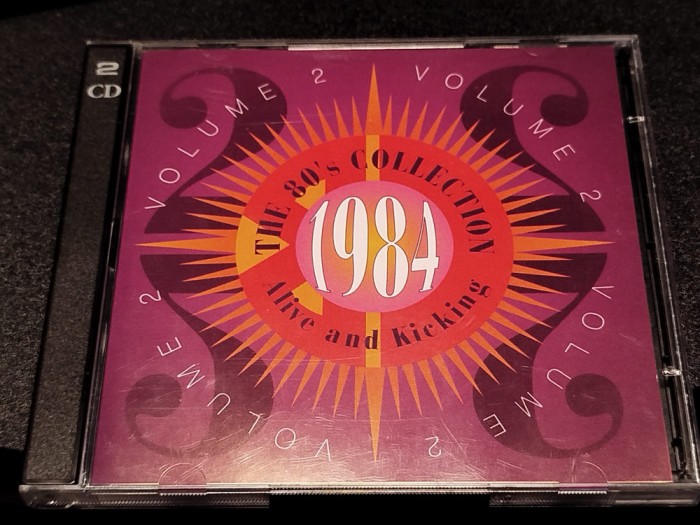 2
CD
VOLUME 2
VOLUME 2
VOLUME 2
VOLUME 2
THE 80's COLLECTION
1984
Alive and Kicking